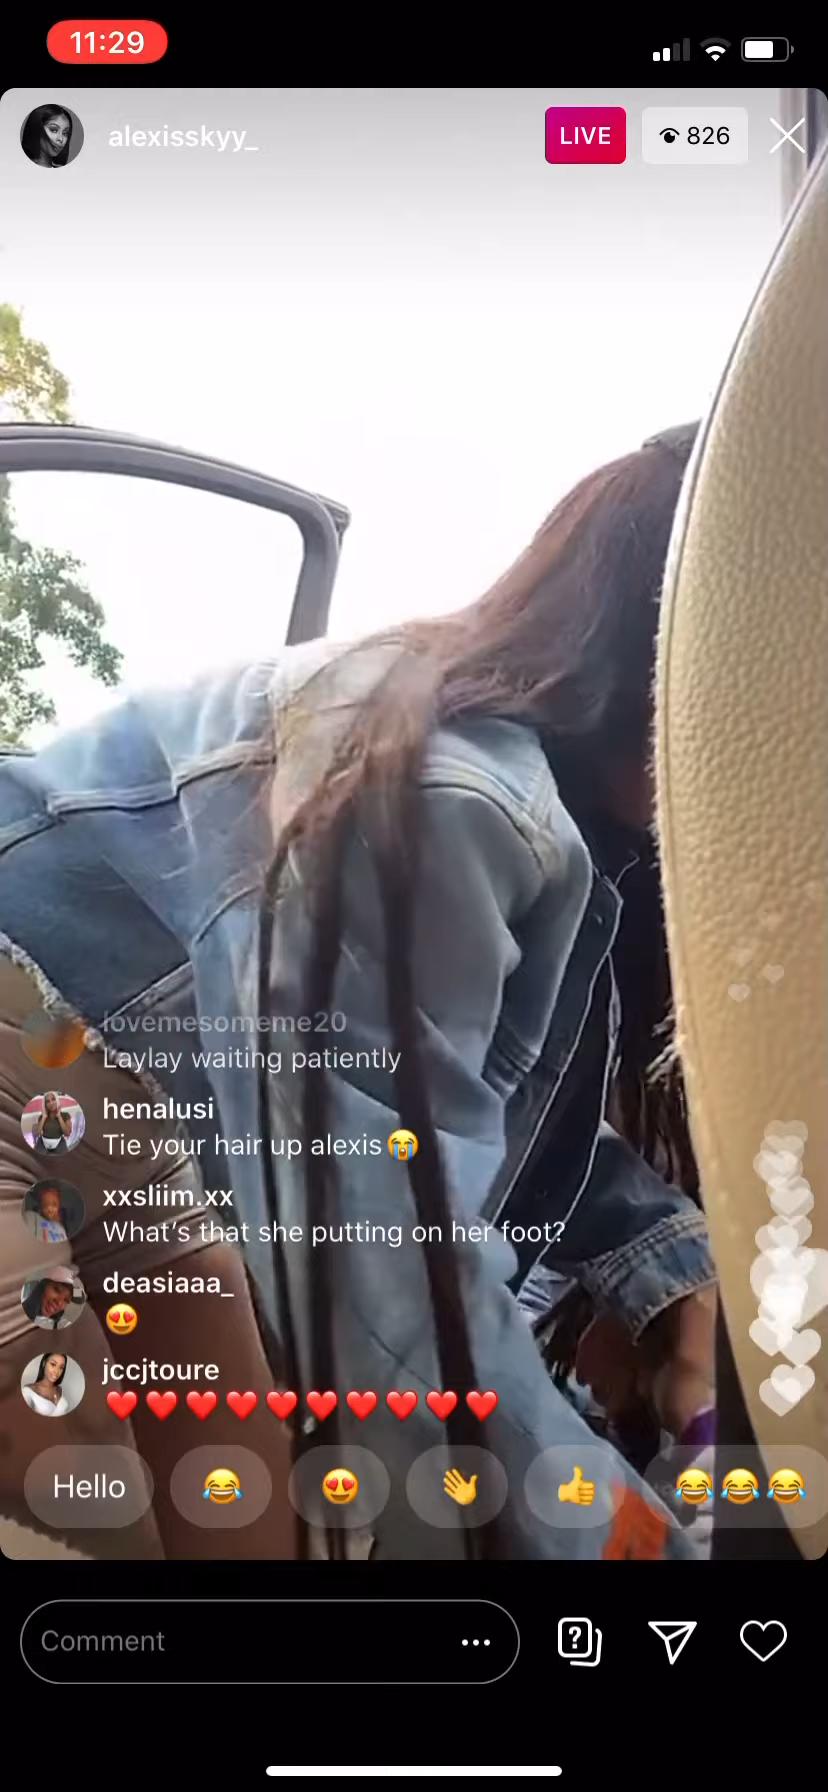 11:29
alexisskyy_
LIVE
826
lovemesomeme20
Laylay waiting patiently
henalusi
Tie your hair up alexis😭
xxsliim.xx
What's that she putting on her foot?
deasiaaa_
😍
jccjtoure
❤️❤️❤️❤️❤️❤️❤️❤️❤️❤️
Hello 😂 😍 👋 👍 😂😂😂
Comment